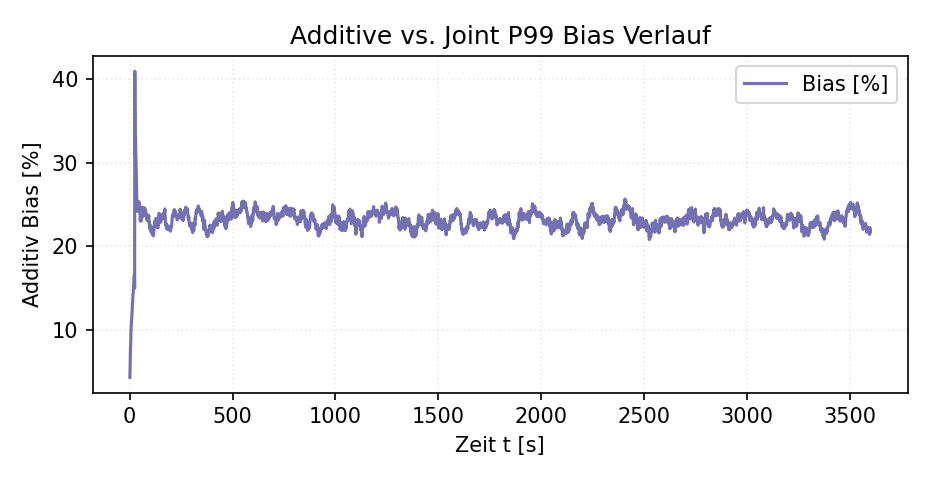 Additive vs. Joint P99 Bias Verlauf
Bias [%]
Additiv Bias [%]
40
30
20
10
0 500 1000 1500 2000 2500 3000 3500
Zeit t [s]